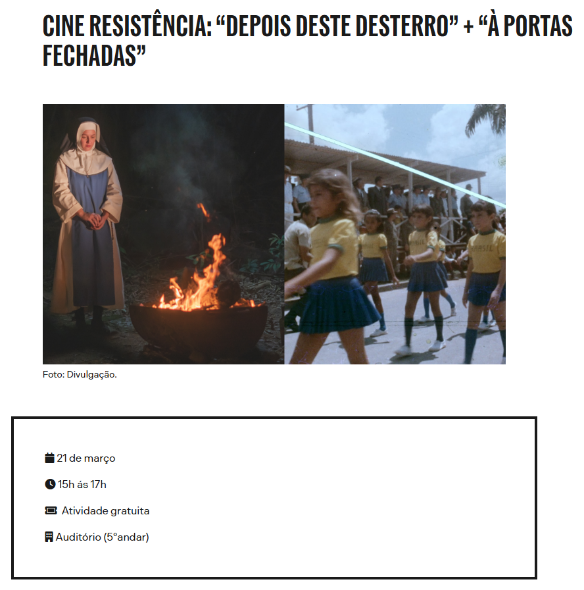 CINE RESISTÊNCIA: “DEPOIS DESTE DESTERRO” + “À PORTAS
FECHADAS”
Foto: Divulgação.
21 de março
15h ás 17h
Atividade gratuita
Auditório (5°andar)